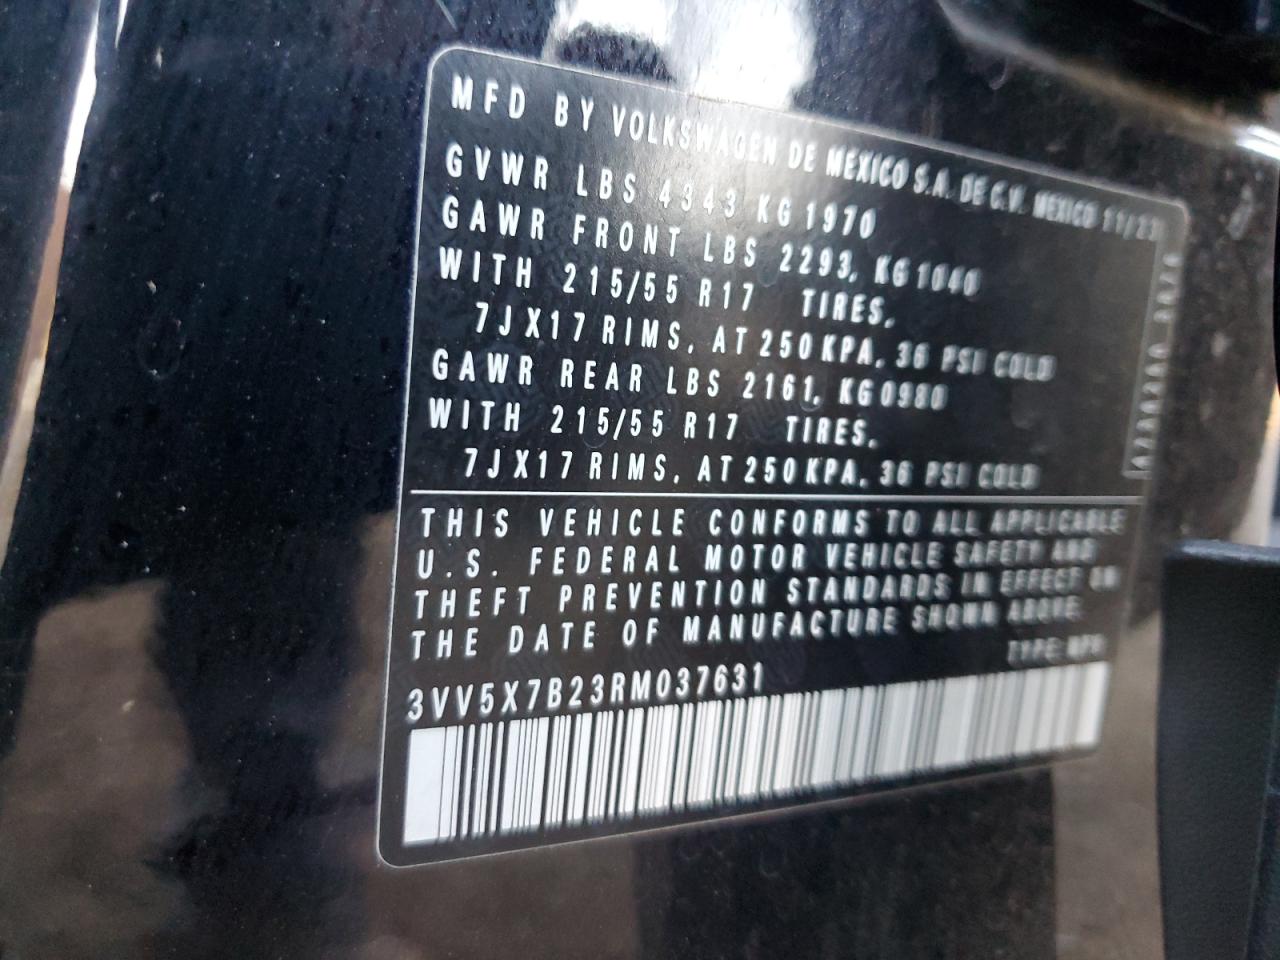 MFD BY VOLKSWAGEN DE MEXICO S.A. DE C.V. MEXICO 11/23
GVWR LBS 4343 KG 1970
GAWR FRONT LBS 2293, KG 1040
WITH 215/55 R17 TIRES,
7J X17 RIMS, AT 250 KPA, 36 PSI COLD
GAWR REAR LBS 2161, KG 0980
WITH 215/55 R17 TIRES,
7J X17 RIMS, AT 250 KPA, 36 PSI COLD
THIS VEHICLE CONFORMS TO ALL APPLICABLE
U.S. FEDERAL MOTOR VEHICLE SAFETY AND
THEFT PREVENTION STANDARDS IN EFFECT ON
THE DATE OF MANUFACTURE SHOWN ABOVE.
TYPE: MPV
3VV5X7B23RM037631